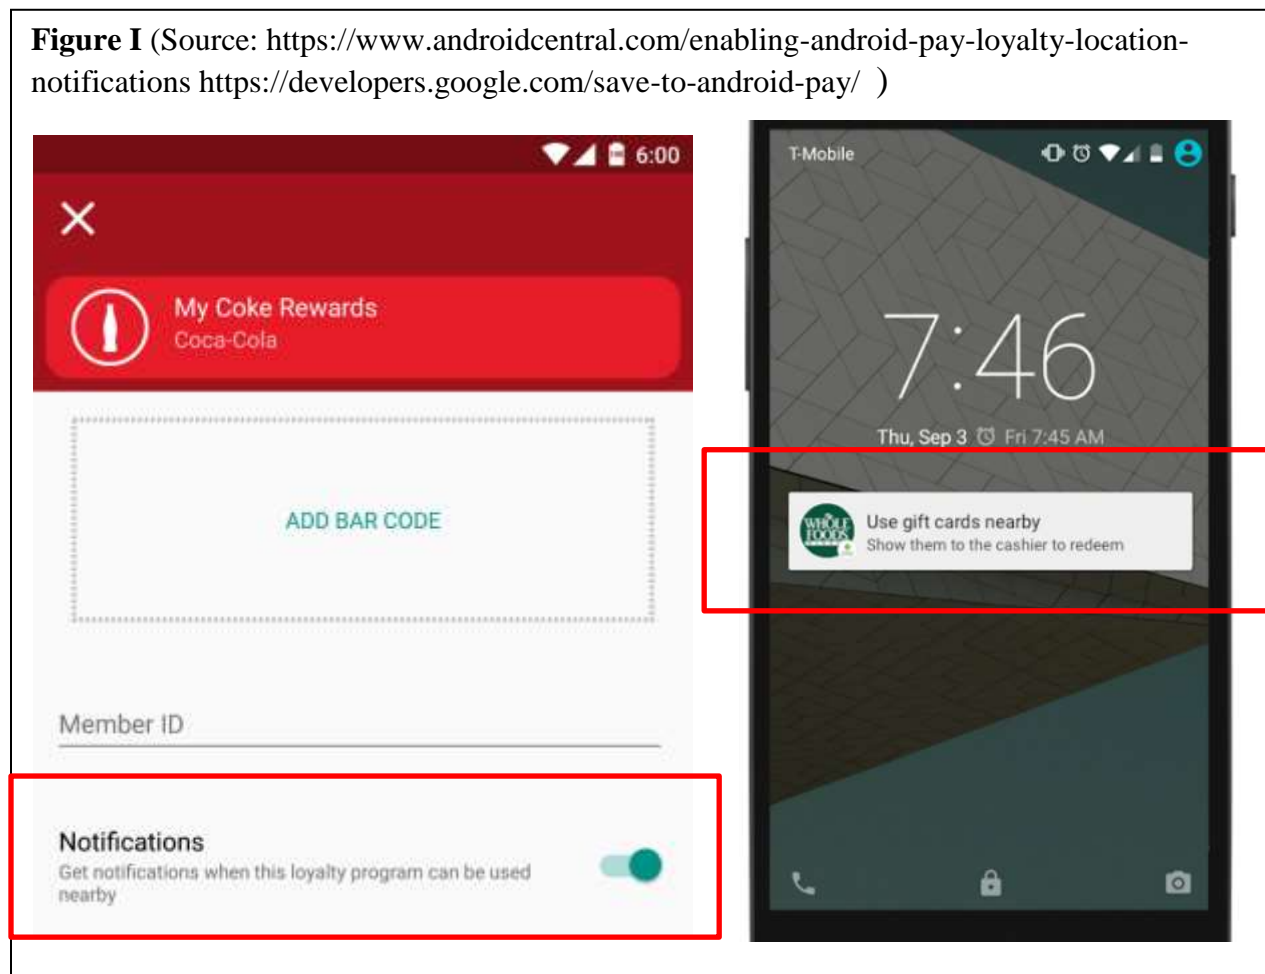 Figure I (Source: https://www.androidcentral.com/enabling-android-pay-loyalty-location-
notifications https://developers.google.com/save-to-android-pay/ )
6:00
My Coke Rewards
Coca-Cola
ADD BAR CODE
Member ID
Notifications
Get notifications when this loyalty program can be used
nearby
T-Mobile
7:46
Thu, Sep 3 Fri 7:45 AM
WHOLE
FOODS
Use gift cards nearby
Show them to the cashier to redeem